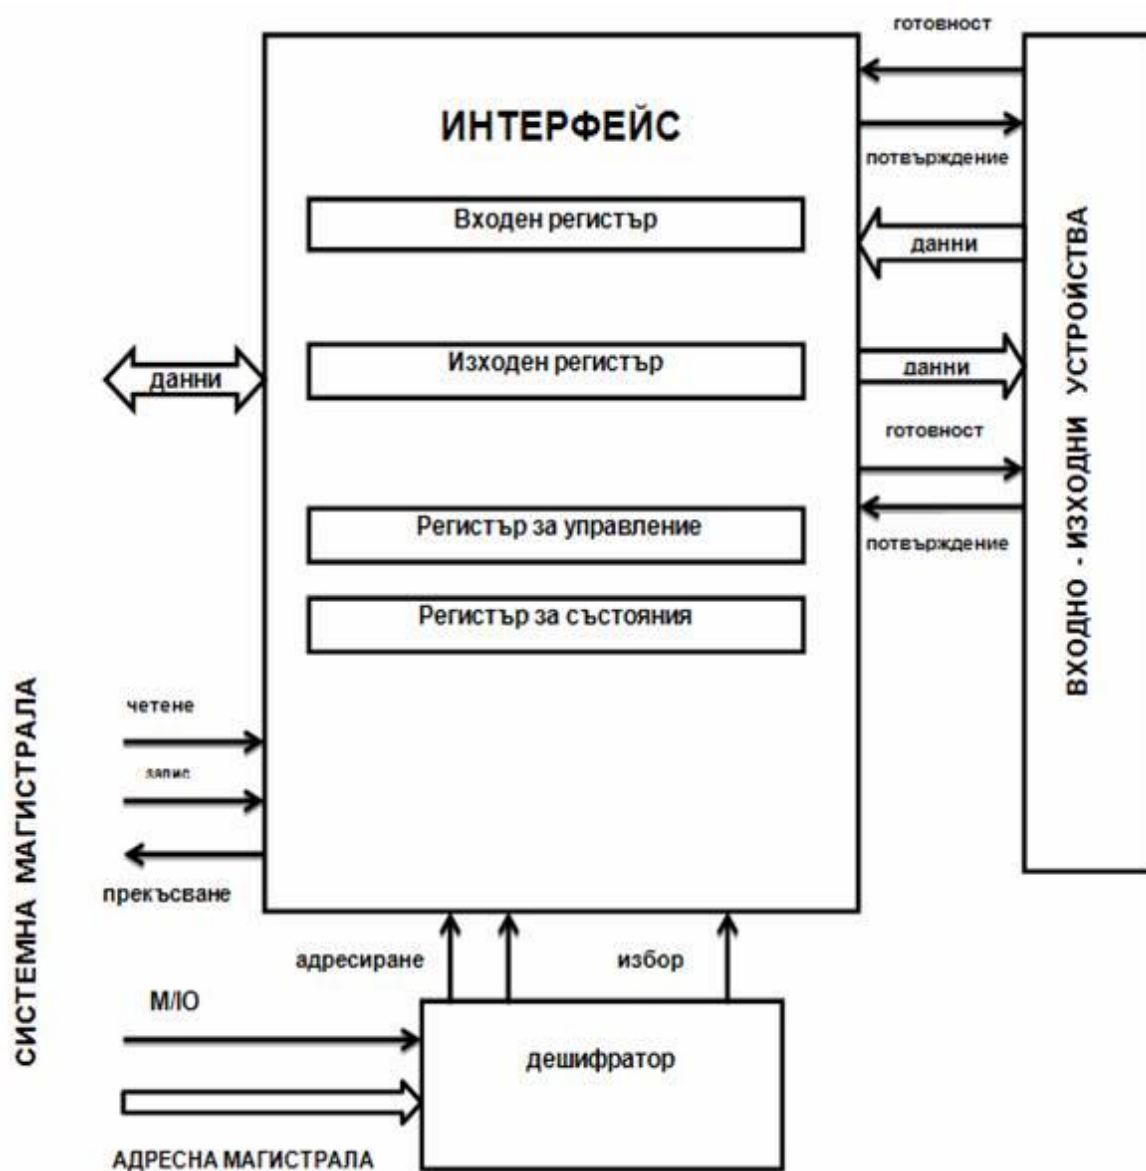 готовност
ИНТЕРФЕЙС
потвърждение
Входен регистър
данни
Изходен регистър
данни
данни
готовност
Регистър за управление
потвърждение
Регистър за състояния
ВХОДНО - ИЗХОДНИ УСТРОЙСТВА
четене
запис
прекъсване
СИСТЕМНА МАГИСТРАЛА
адресиране
избор
М/IO
дешифратор
АДРЕСНА МАГИСТРАЛА